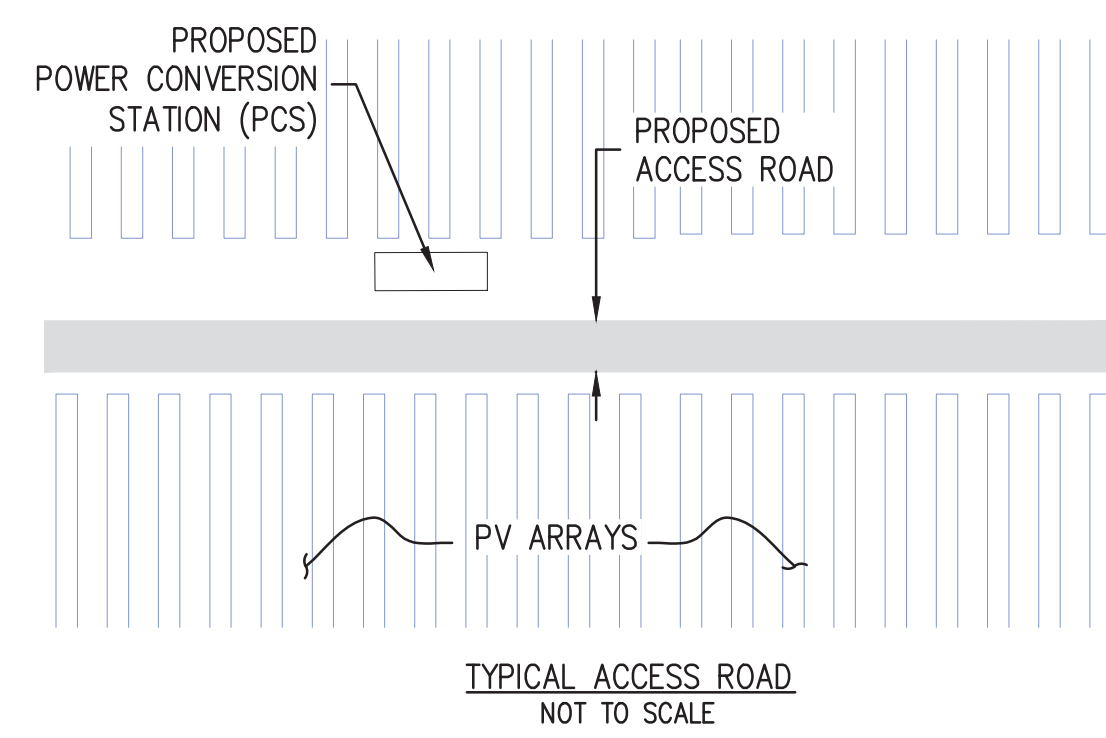 PROPOSED
POWER CONVERSION
STATION (PCS)
PROPOSED
ACCESS ROAD
PV ARRAYS
TYPICAL ACCESS ROAD
NOT TO SCALE